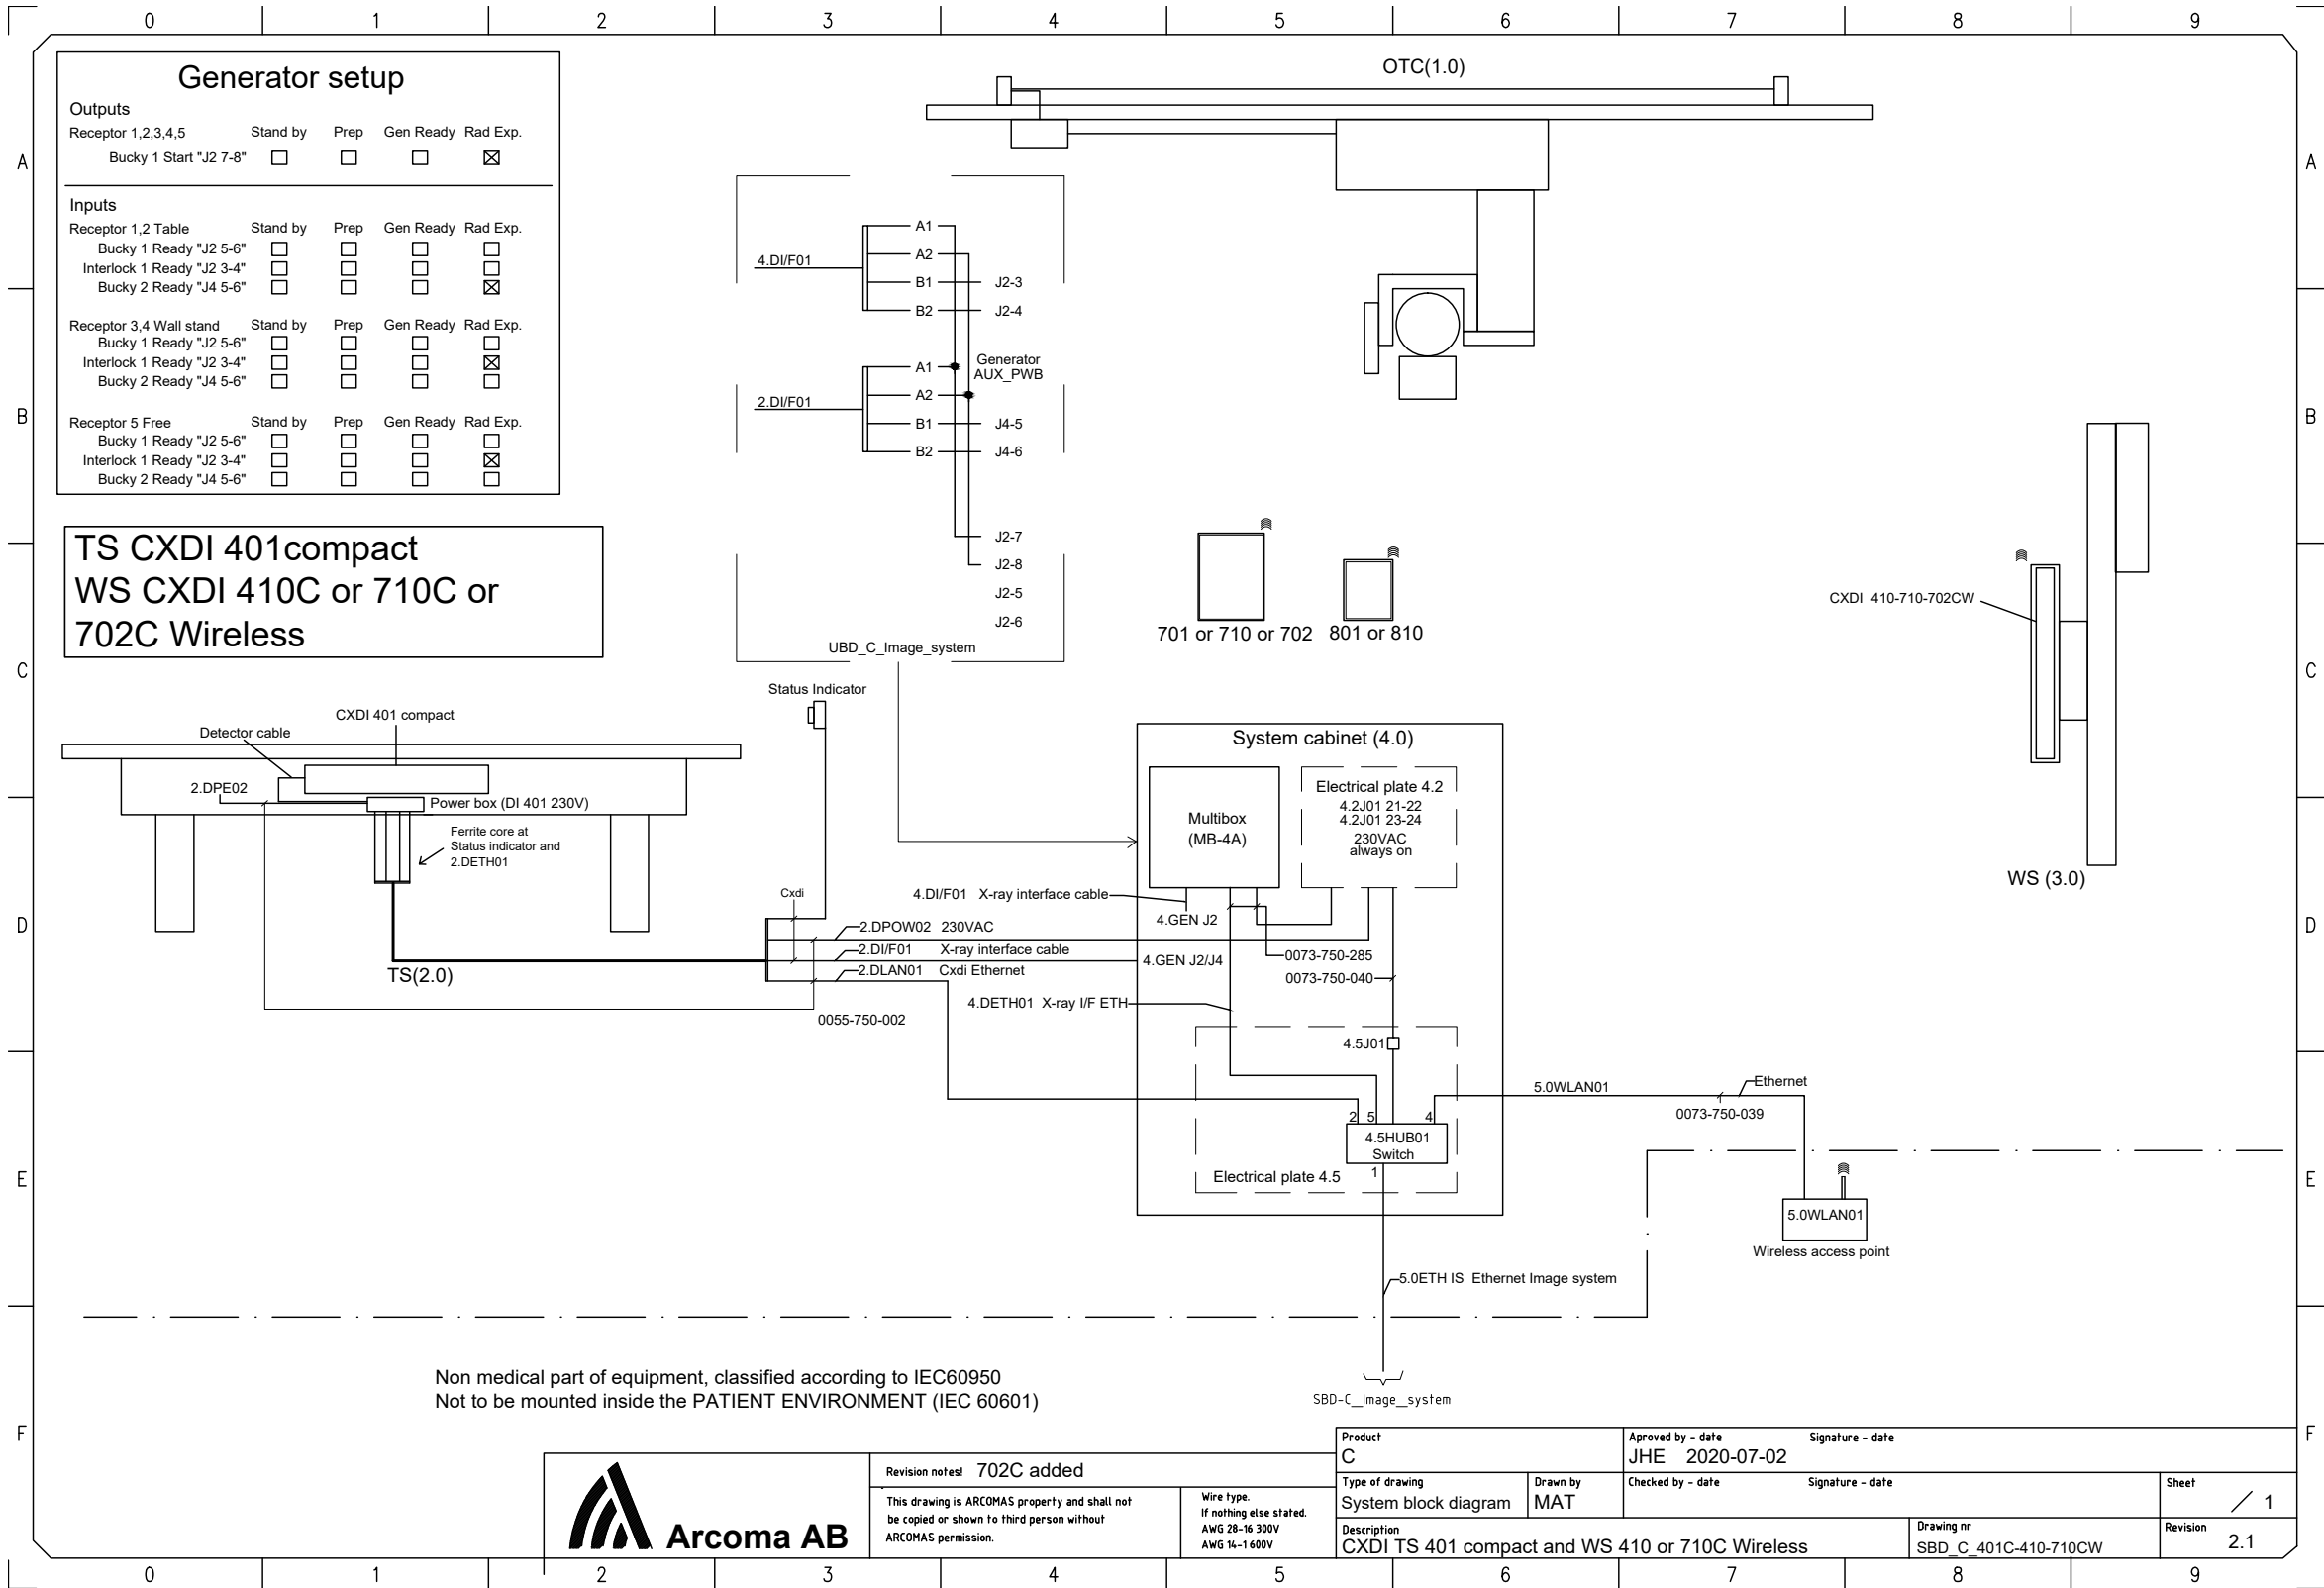 0 1 2 3 4 5 6 7 8 9
A
B
C
D
E
F
A
B
C
D
E
F
Generator setup
Outputs
Receptor 1,2,3,4,5 Stand by Prep Gen Ready Rad Exp.
Bucky 1 Start "J2 7-8"
Inputs
Receptor 1,2 Table Stand by Prep Gen Ready Rad Exp.
Bucky 1 Ready "J2 5-6"
Interlock 1 Ready "J2 3-4"
Bucky 2 Ready "J4 5-6"
Receptor 3,4 Wall stand Stand by Prep Gen Ready Rad Exp.
Bucky 1 Ready "J2 5-6"
Interlock 1 Ready "J2 3-4"
Bucky 2 Ready "J4 5-6"
Receptor 5 Free Stand by Prep Gen Ready Rad Exp.
Bucky 1 Ready "J2 5-6"
Interlock 1 Ready "J2 3-4"
Bucky 2 Ready "J4 5-6"
TS CXDI 401compact
WS CXDI 410C or 710C or
702C Wireless
4.DI/F01
A1
A2
B1 J2-3
B2 J2-4
2.DI/F01
Generator
AUX_PWB
A1
A2
B1 J4-5
B2 J4-6
J2-7
J2-8
J2-5
J2-6
UBD_C_Image_system
OTC(1.0)
701 or 710 or 702
801 or 810
CXDI 410-710-702CW
WS (3.0)
Status Indicator
CXDI 401 compact
Detector cable
2.DPE02
Power box (DI 401 230V)
Ferrite core at
Status indicator and
2.DETH01
TS(2.0)
Cxdi
2.DPOW02 230VAC
2.DI/F01 X-ray interface cable
2.DLAN01 Cxdi Ethernet
0055-750-002
System cabinet (4.0)
Multibox
(MB-4A)
Electrical plate 4.2
4.2J01 21-22
4.2J01 23-24
230VAC
always on
4.DI/F01 X-ray interface cable
4.GEN J2
4.GEN J2/J4
0073-750-285
0073-750-040
4.DETH01 X-ray I/F ETH
4.5J01
2 5 4
4.5HUB01
Switch
1
Electrical plate 4.5
5.0WLAN01
Ethernet
0073-750-039
5.0WLAN01
Wireless access point
5.0ETH IS Ethernet Image system
SBD-C_Image_system
Non medical part of equipment, classified according to IEC60950
Not to be mounted inside the PATIENT ENVIRONMENT (IEC 60601)
Arcoma AB
Revision notes! 702C added
This drawing is ARCOMAS property and shall not
be copied or shown to third person without
ARCOMAS permission.
Wire type.
If nothing else stated.
AWG 28-16 300V
AWG 14-1 600V
Product
C
Aproved by - date Signature - date
JHE 2020-07-02
Type of drawing
System block diagram
Drawn by
MAT
Checked by - date Signature - date
Sheet
/ 1
Description
CXDI TS 401 compact and WS 410 or 710C Wireless
Drawing nr
SBD_C_401C-410-710CW
Revision
2.1
0 1 2 3 4 5 6 7 8 9